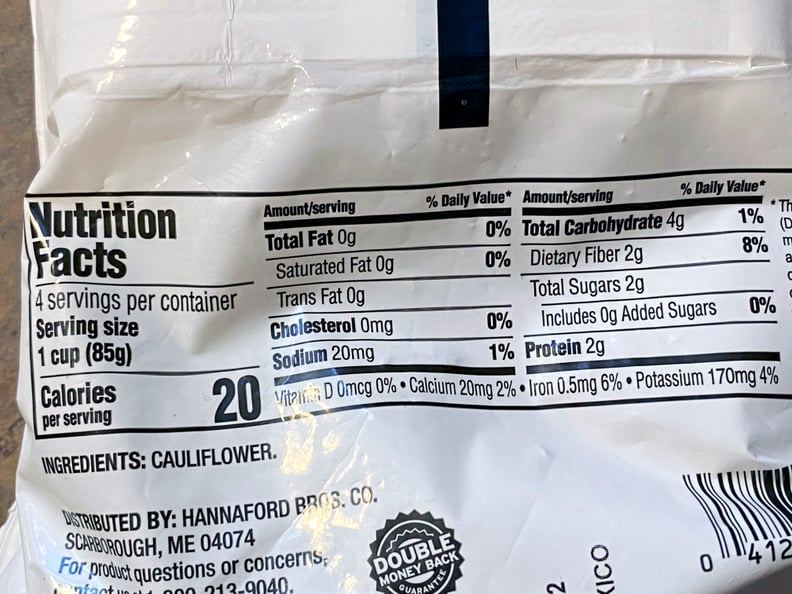 Nutrition
Facts
4 servings per container
Serving size
1 cup (85g)
Calories
per serving
20
Amount/serving % Daily Value*
Total Fat 0g 0%
Saturated Fat 0g 0%
Trans Fat 0g
Cholesterol 0mg 0%
Sodium 20mg 1%
Amount/serving % Daily Value*
Total Carbohydrate 4g 1%
Dietary Fiber 2g 8%
Total Sugars 2g
Includes 0g Added Sugars 0%
Protein 2g
Vitamin D 0mcg 0% • Calcium 20mg 2% • Iron 0.5mg 6% • Potassium 170mg 4%
INGREDIENTS: CAULIFLOWER.
DISTRIBUTED BY: HANNAFORD BROS. CO.
SCARBOROUGH, ME 04074
For product questions or concerns,
213-9040.
DOUBLE
MONEY BACK
GUARANTEE
0 412